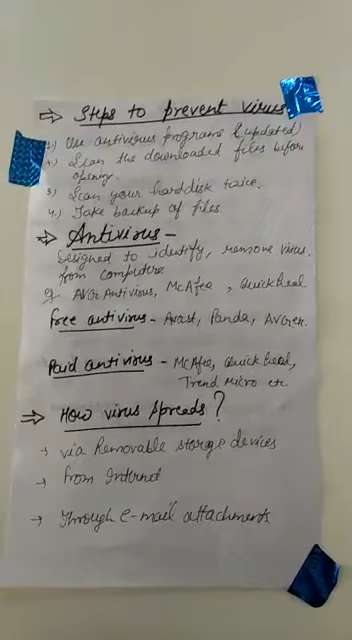 ⇒ Steps to prevent virus
1.) Use antivirus programs (updated)
2.) Scan the downloaded files before
opening.
3) Scan your harddisk twice.
4.) Take backup of files.
⇒ Antivirus -
Designed to identify, remove virus
from computer
eg AVG Antivirus, McAfee, Quick Heal
Free antivirus - Avast, Panda,
Paid antivirus - McAfee, Quick Heal,
Trend Micro etc.
⇒ How virus spreads?
→ via Removable storage devices
→ from Internet
→ Through e-mail attachments